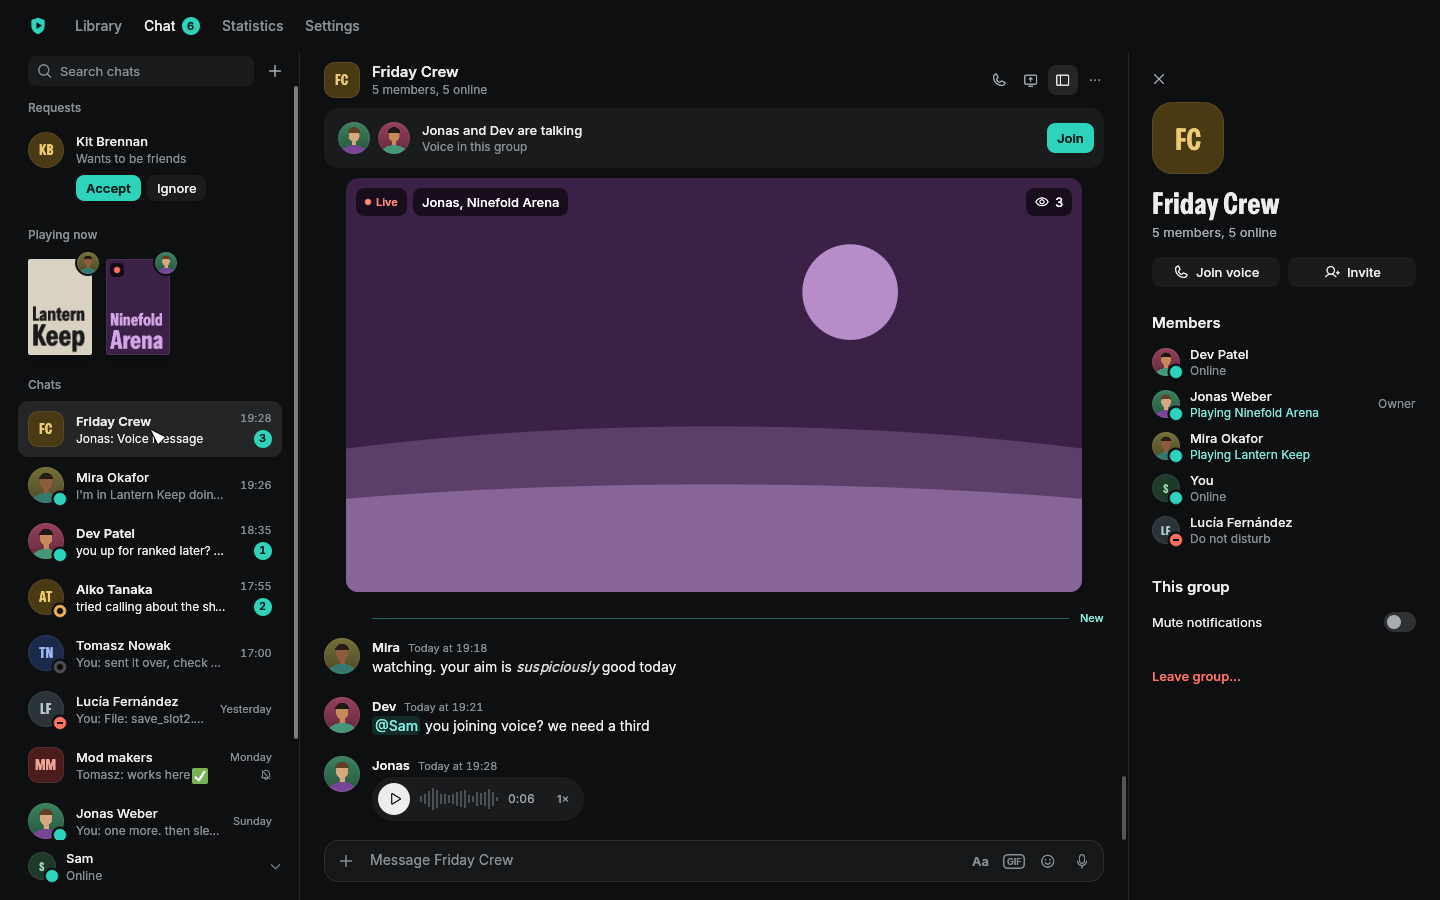 Library
Chat 6
Statistics
Settings
Search chats
Requests
KB
Kit Brennan
Wants to be friends
Accept
Ignore
Playing now
Lantern
Keep
Ninefold
Arena
Chats
FC
Friday Crew
19:28
Jonas: Voice message
3
Mira Okafor
19:26
I'm in Lantern Keep doin...
Dev Patel
18:35
you up for ranked later? ...
1
AT
Aiko Tanaka
17:55
tried calling about the sh...
2
TN
Tomasz Nowak
17:00
You: sent it over, check ...
LF
Lucía Fernández
Yesterday
You: File: save_slot2....
MM
Mod makers
Monday
Tomasz: works here ✅
Jonas Weber
Sunday
You: one more. then sle...
S
Sam
Online
FC
Friday Crew
5 members, 5 online
Jonas and Dev are talking
Voice in this group
Join
Live
Jonas, Ninefold Arena
3
New
Mira Today at 19:18
watching. your aim is suspiciously good today
Dev Today at 19:21
@Sam you joining voice? we need a third
Jonas Today at 19:28
0:06
1×
Message Friday Crew
Aa
GIF
FC
Friday Crew
5 members, 5 online
Join voice
Invite
Members
Dev Patel
Online
Jonas Weber
Playing Ninefold Arena
Owner
Mira Okafor
Playing Lantern Keep
S
You
Online
LF
Lucía Fernández
Do not disturb
This group
Mute notifications
Leave group...